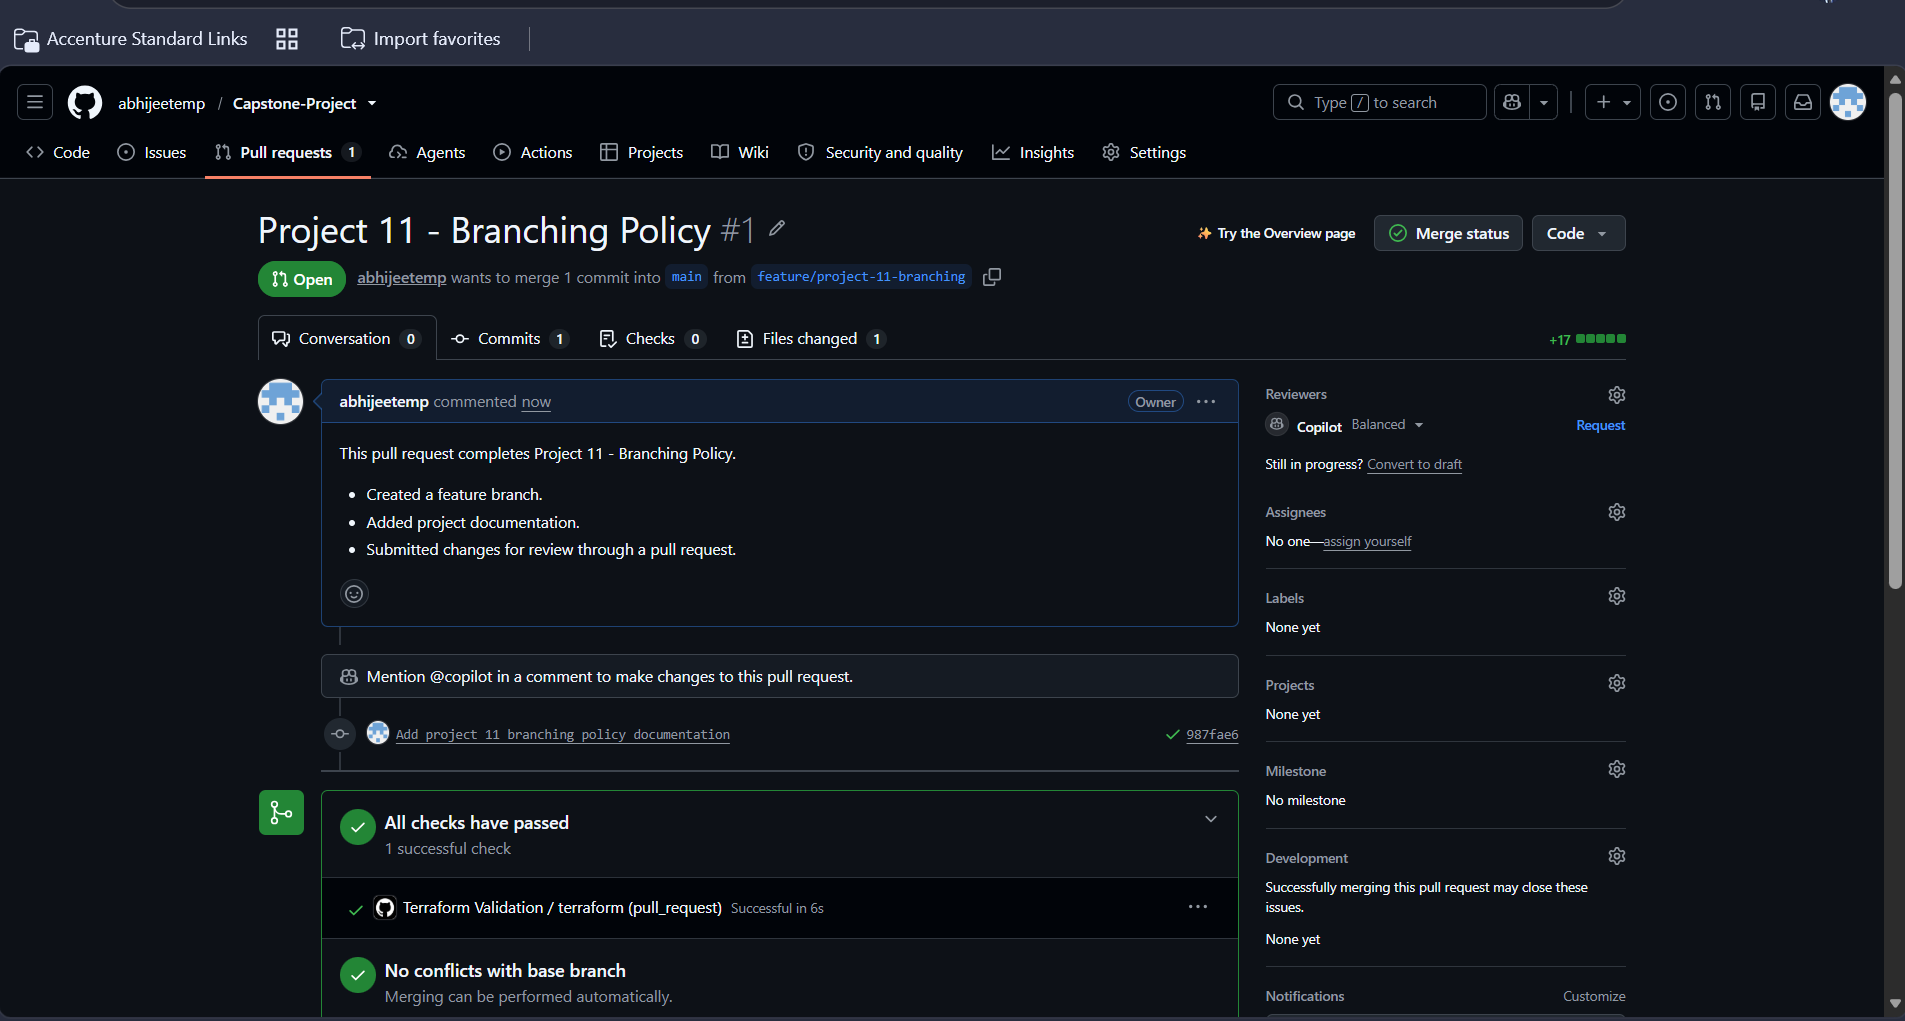 Accenture Standard Links
Import favorites
abhijeetemp / Capstone-Project
Type / to search
Code
Issues
Pull requests 1
Agents
Actions
Projects
Wiki
Security and quality
Insights
Settings
Project 11 - Branching Policy #1
Try the Overview page
Merge status
Code
Open
abhijeetemp wants to merge 1 commit into main from feature/project-11-branching
Conversation 0
Commits 1
Checks 0
Files changed 1
+17
abhijeetemp commented now
Owner
This pull request completes Project 11 - Branching Policy.
• Created a feature branch.
• Added project documentation.
• Submitted changes for review through a pull request.
Mention @copilot in a comment to make changes to this pull request.
Add project 11 branching policy documentation
987fae6
All checks have passed
1 successful check
Terraform Validation / terraform (pull_request) Successful in 6s
No conflicts with base branch
Merging can be performed automatically.
Reviewers
Copilot Balanced
Request
Still in progress? Convert to draft
Assignees
No one—assign yourself
Labels
None yet
Projects
None yet
Milestone
No milestone
Development
Successfully merging this pull request may close these
issues.
None yet
Notifications
Customize